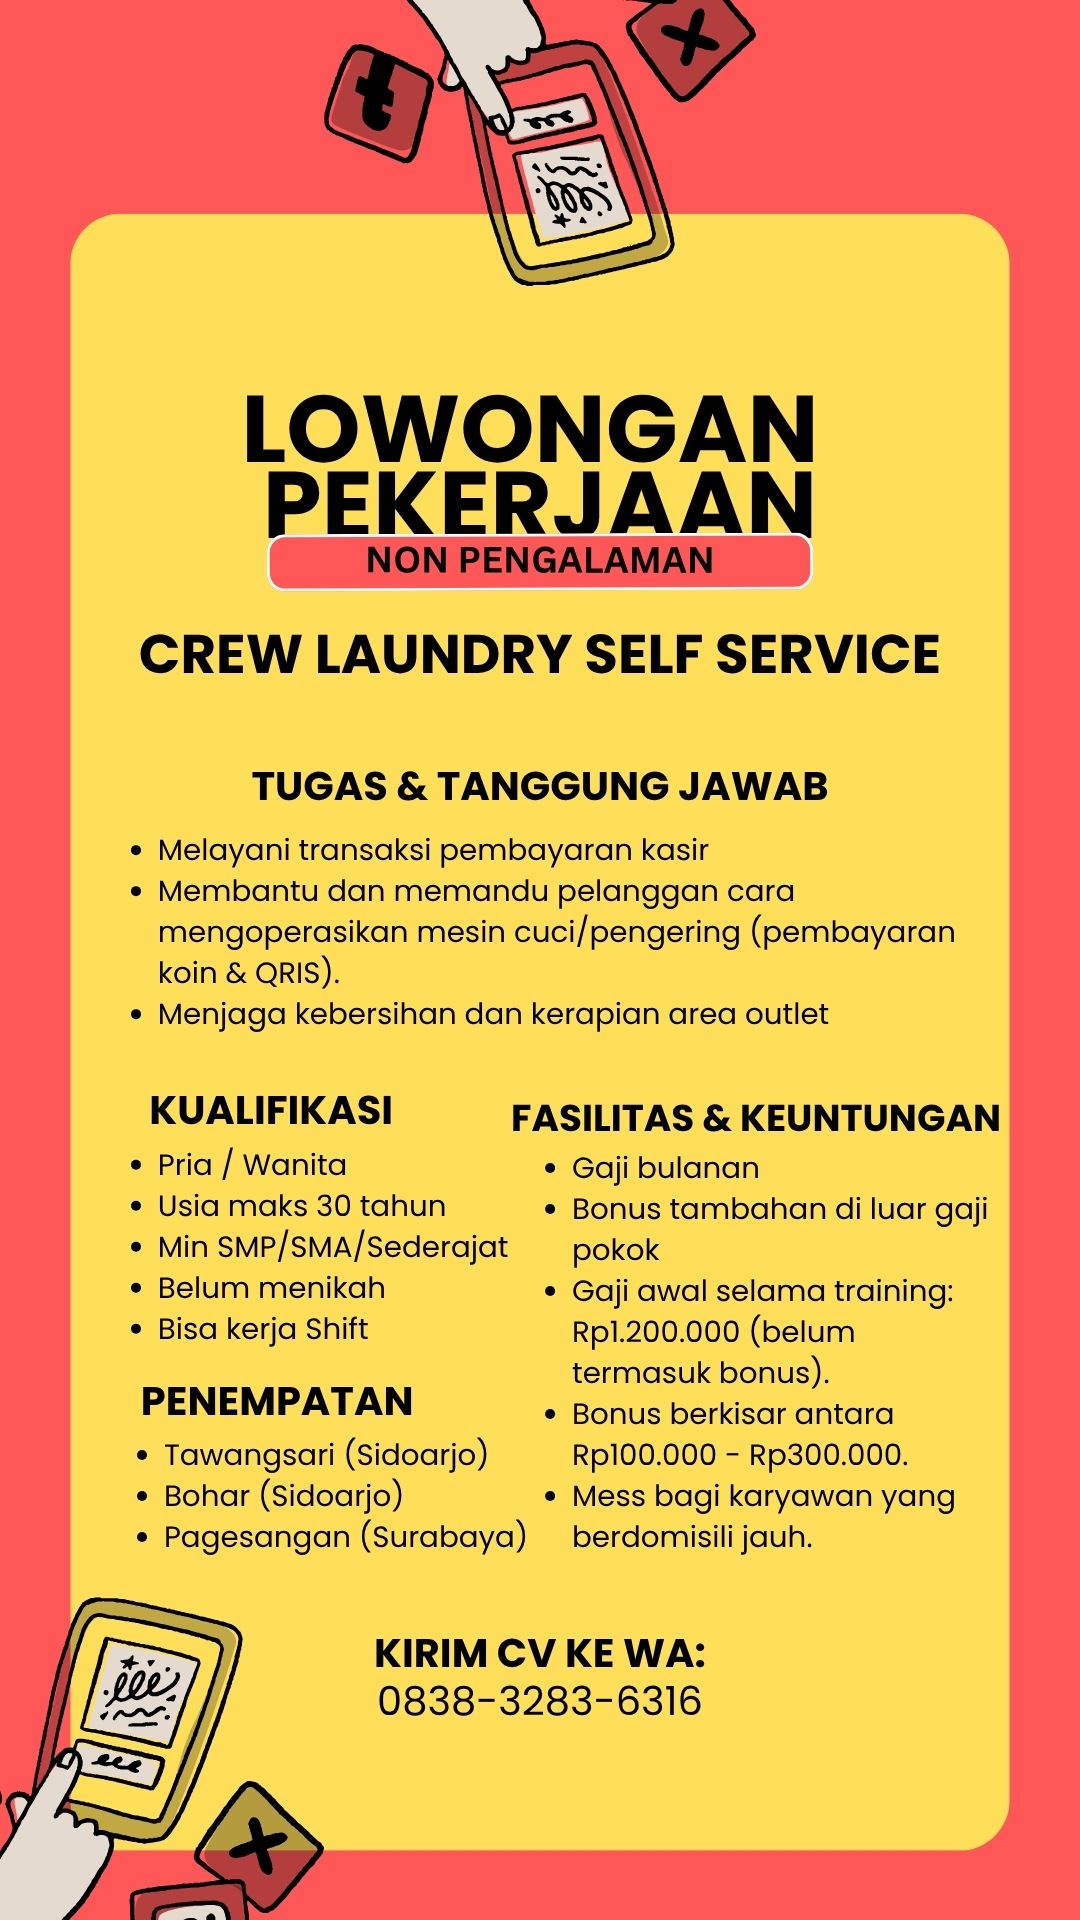 LOWONGAN
PEKERJAAN
NON PENGALAMAN
CREW LAUNDRY SELF SERVICE
TUGAS & TANGGUNG JAWAB
• Melayani transaksi pembayaran kasir
• Membantu dan memandu pelanggan cara
mengoperasikan mesin cuci/pengering (pembayaran
koin & QRIS).
• Menjaga kebersihan dan kerapian area outlet
KUALIFIKASI
• Pria / Wanita
• Usia maks 30 tahun
• Min SMP/SMA/Sederajat
• Belum menikah
• Bisa kerja Shift
PENEMPATAN
• Tawangsari (Sidoarjo)
• Bohar (Sidoarjo)
• Pagesangan (Surabaya)
FASILITAS & KEUNTUNGAN
• Gaji bulanan
• Bonus tambahan di luar gaji
pokok
• Gaji awal selama training:
Rp1.200.000 (belum
termasuk bonus).
• Bonus berkisar antara
Rp100.000 - Rp300.000.
• Mess bagi karyawan yang
berdomisili jauh.
KIRIM CV KE WA:
0838-3283-6316